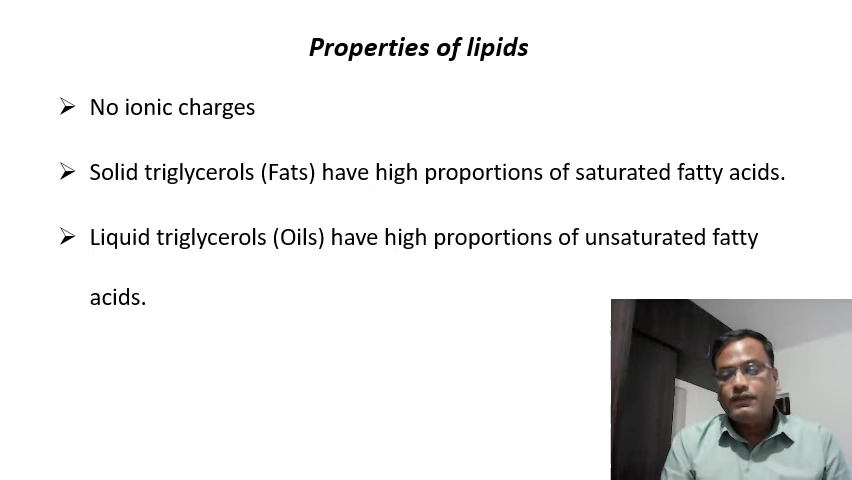 Properties of lipids
➢ No ionic charges
➢ Solid triglycerols (Fats) have high proportions of saturated fatty acids.
➢ Liquid triglycerols (Oils) have high proportions of unsaturated fatty
acids.